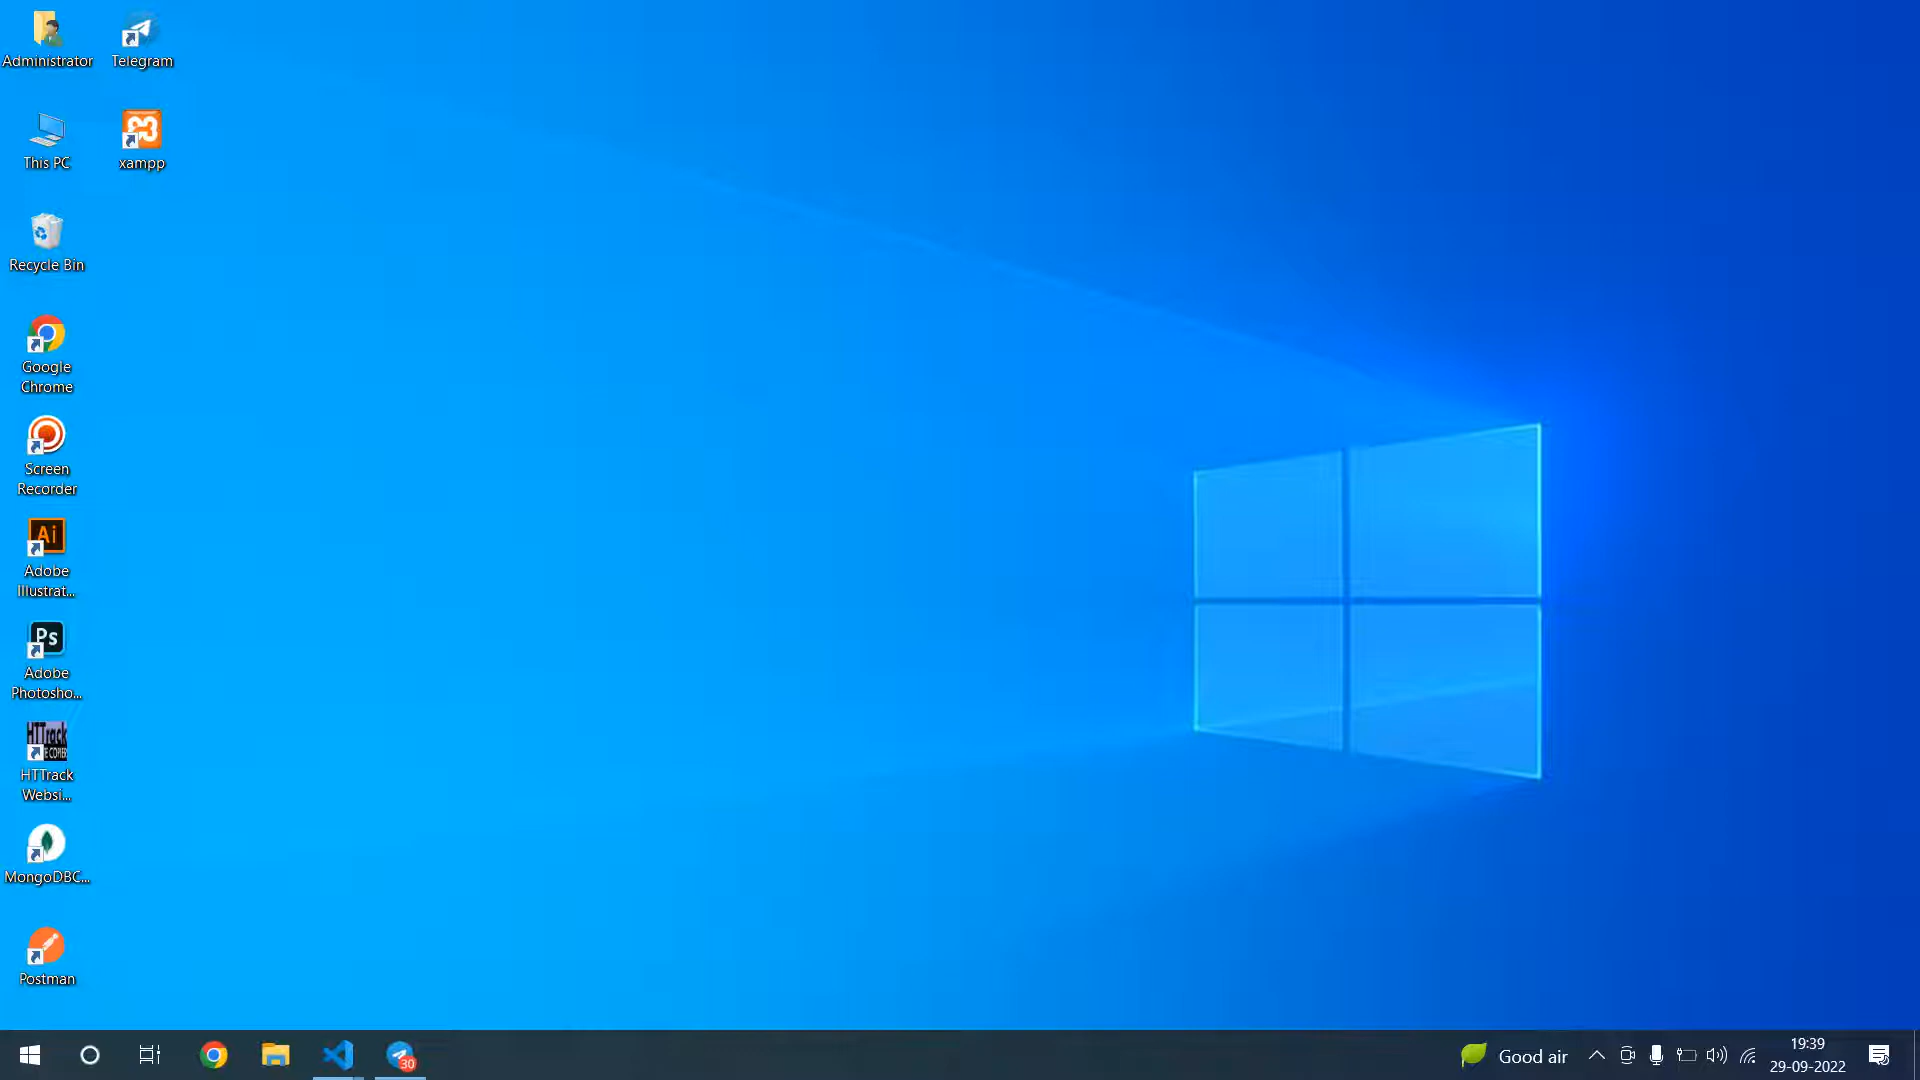 Administrator
Telegram
This PC
xampp
Recycle Bin
Google
Chrome
Screen
Recorder
Ai
Adobe
Illustrat...
Ps
Adobe
Photosho...
HTTrack
E COPIER
HTTrack
Websi...
MongoDBC...
Postman
30
Good air
19:39
29-09-2022